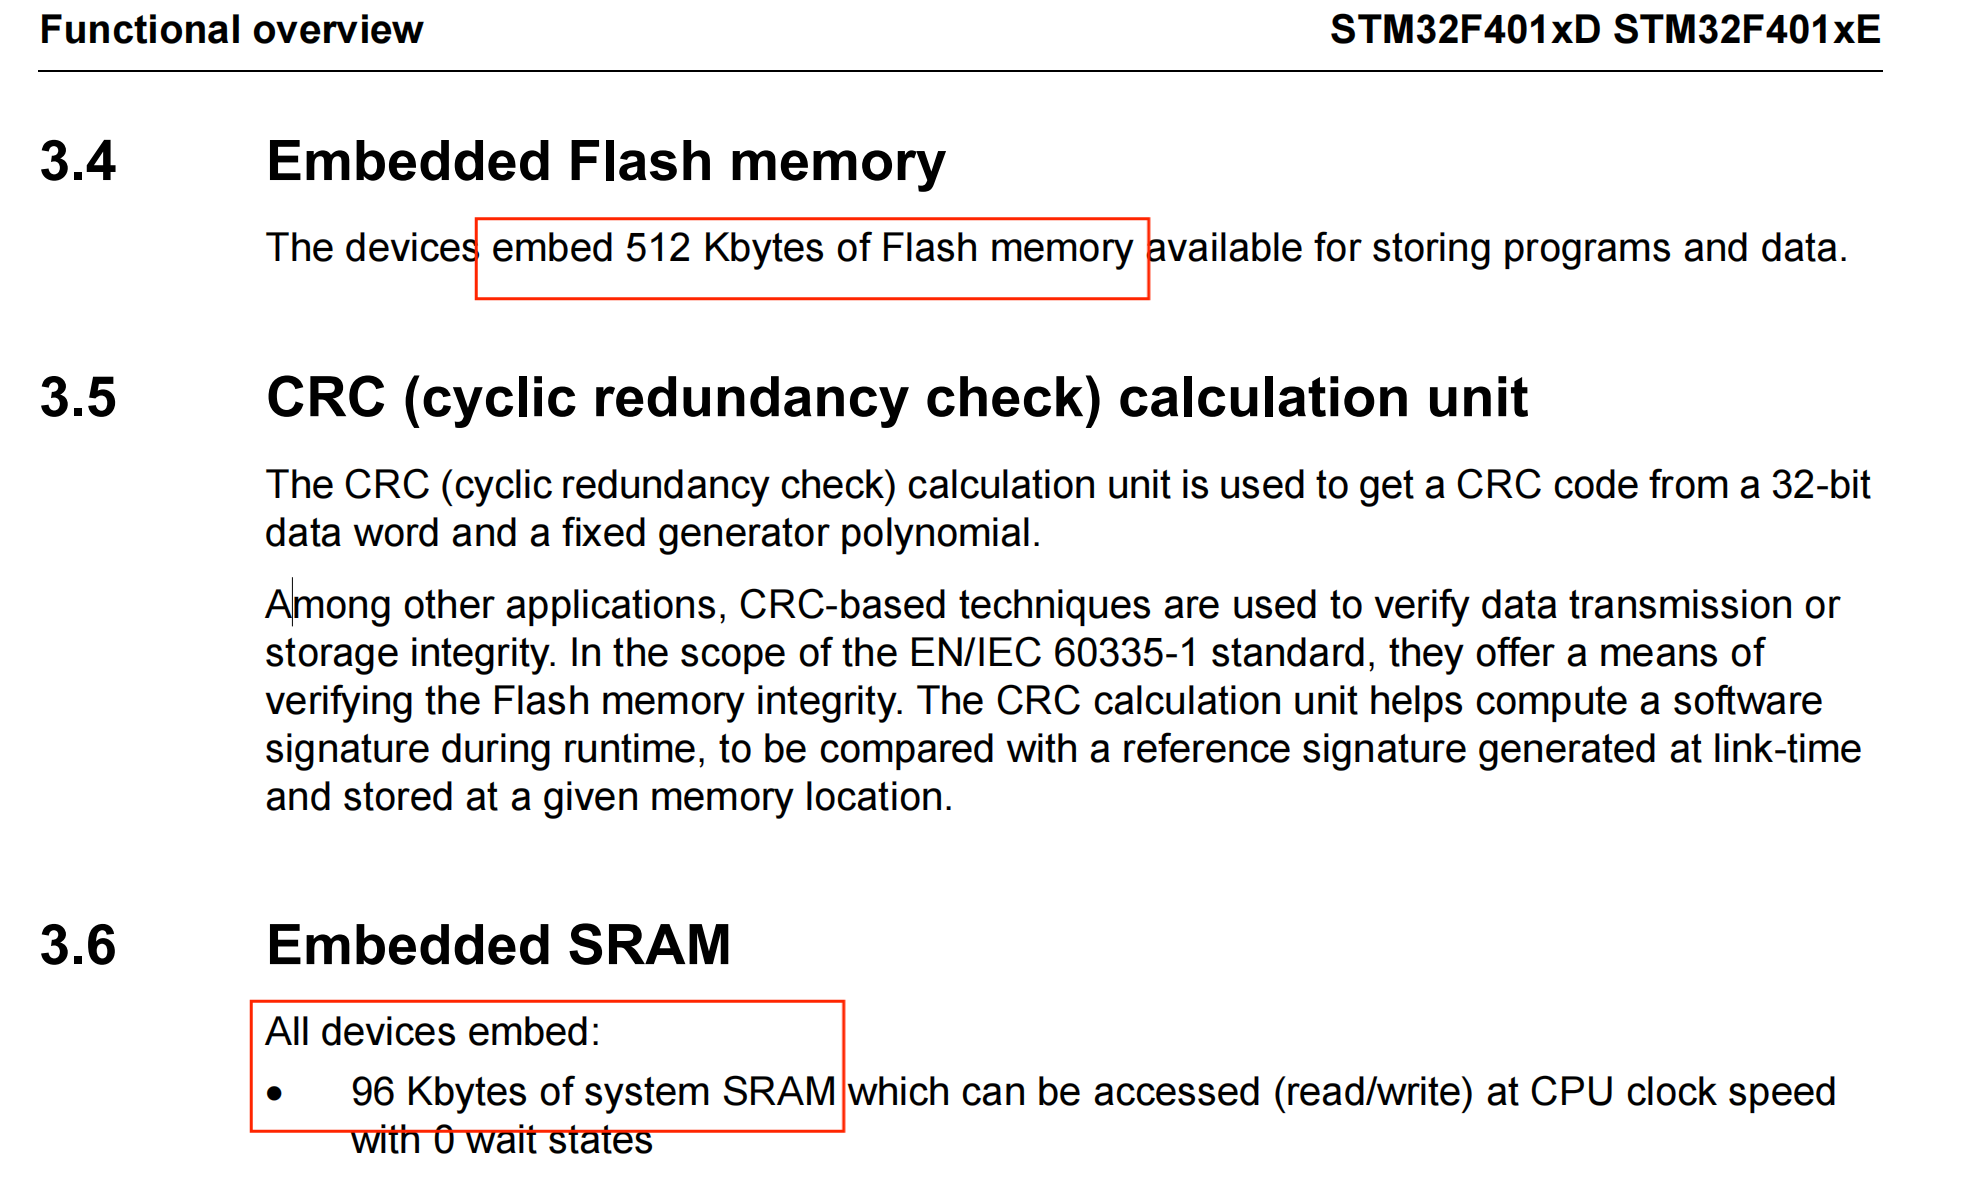 Functional overview STM32F401xD STM32F401xE
3.4 Embedded Flash memory
The devices embed 512 Kbytes of Flash memory available for storing programs and data.
3.5 CRC (cyclic redundancy check) calculation unit
The CRC (cyclic redundancy check) calculation unit is used to get a CRC code from a 32-bit
data word and a fixed generator polynomial.
Among other applications, CRC-based techniques are used to verify data transmission or
storage integrity. In the scope of the EN/IEC 60335-1 standard, they offer a means of
verifying the Flash memory integrity. The CRC calculation unit helps compute a software
signature during runtime, to be compared with a reference signature generated at link-time
and stored at a given memory location.
3.6 Embedded SRAM
All devices embed:
• 96 Kbytes of system SRAM which can be accessed (read/write) at CPU clock speed
with 0 wait states